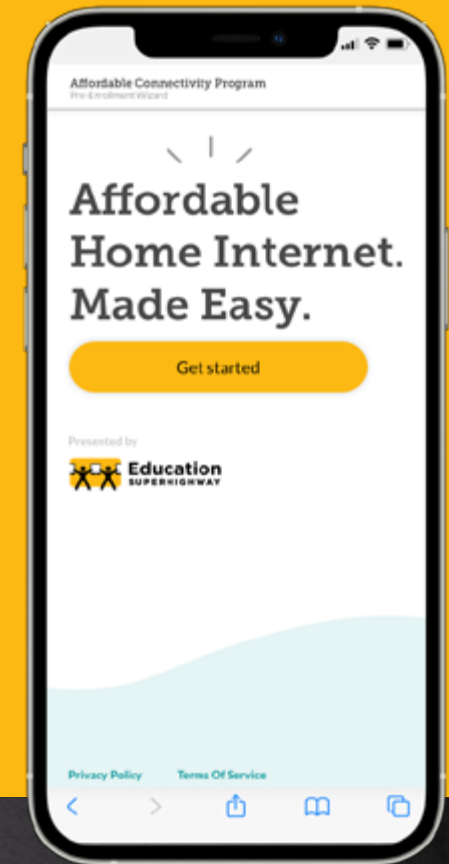 Affordable Connectivity Program
Pre-Enrollment Wizard
Affordable
Home Internet.
Made Easy.
Get started
Presented by
Education
SUPERHIGHWAY
Privacy Policy Terms Of Service